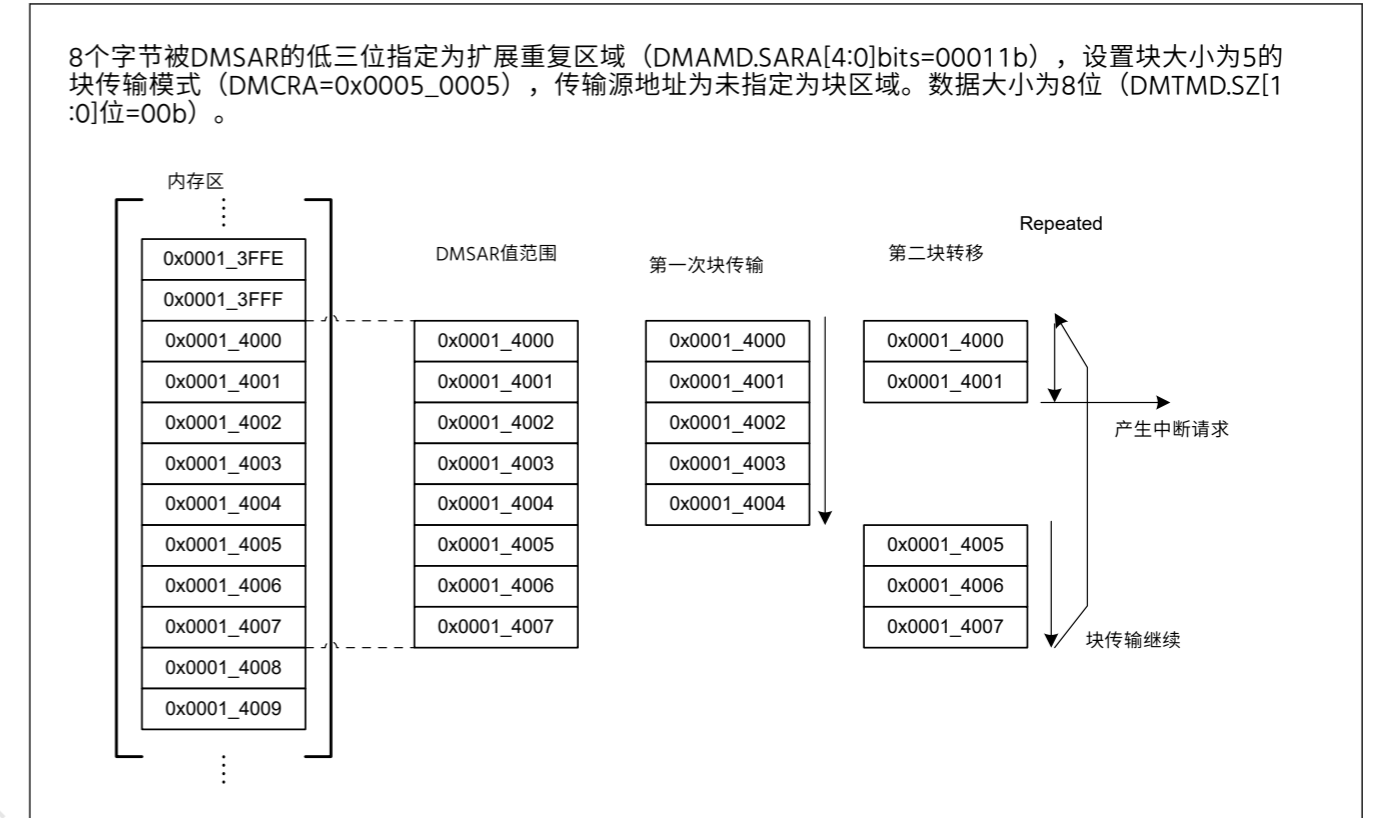 8个字节被DMSAR的低三位指定为扩展重复区域（DMAMD.SARA[4:0]bits=00011b），设置块大小为5的
块传输模式（DMCRA=0x0005_0005），传输源地址为未指定为块区域。数据大小为8位（DMTMD.SZ[1
:0]位=00b）。
内存区
0x0001_3FFE
0x0001_3FFF
0x0001_4000
0x0001_4001
0x0001_4002
0x0001_4003
0x0001_4004
0x0001_4005
0x0001_4006
0x0001_4007
0x0001_4008
0x0001_4009
DMSAR值范围
0x0001_4000
0x0001_4001
0x0001_4002
0x0001_4003
0x0001_4004
0x0001_4005
0x0001_4006
0x0001_4007
第一次块传输
0x0001_4000
0x0001_4001
0x0001_4002
0x0001_4003
0x0001_4004
第二块转移
0x0001_4000
0x0001_4001
0x0001_4005
0x0001_4006
0x0001_4007
Repeated
产生中断请求
块传输继续